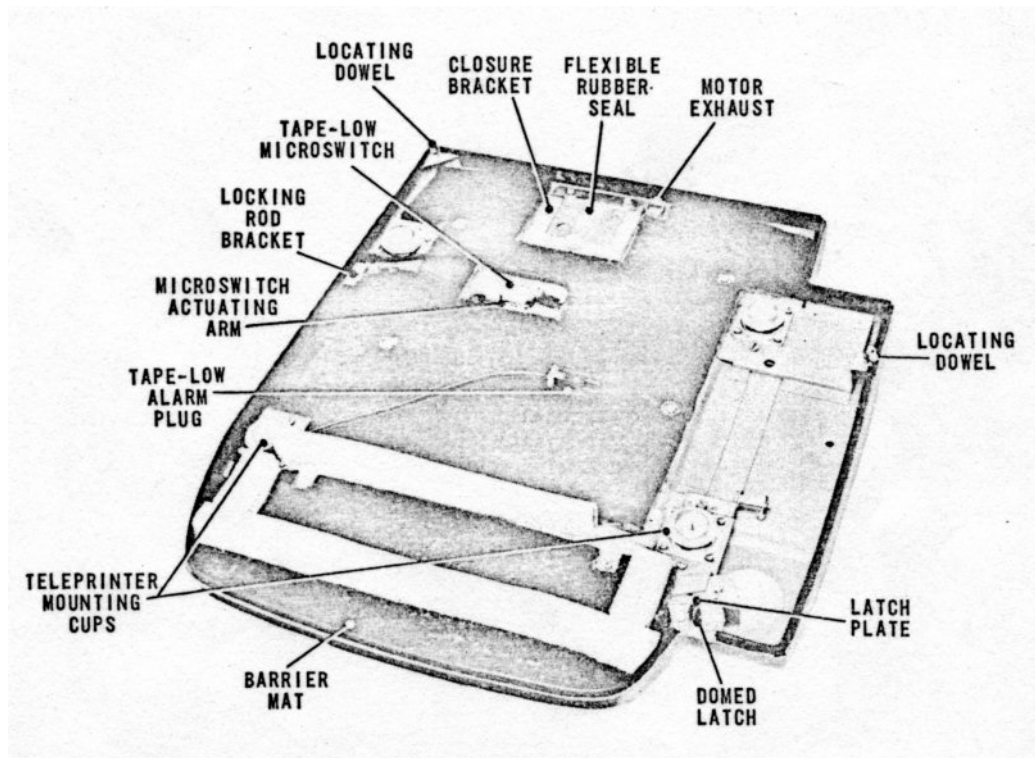 LOCATING
DOWEL
CLOSURE
BRACKET
FLEXIBLE
RUBBER-
SEAL
MOTOR
EXHAUST
TAPE-LOW
MICROSWITCH
LOCKING
ROD
BRACKET
MICROSWITCH
ACTUATING
ARM
LOCATING
DOWEL
TAPE-LOW
ALARM
PLUG
TELEPRINTER
MOUNTING
CUPS
LATCH
PLATE
BARRIER
MAT
DOMED
LATCH